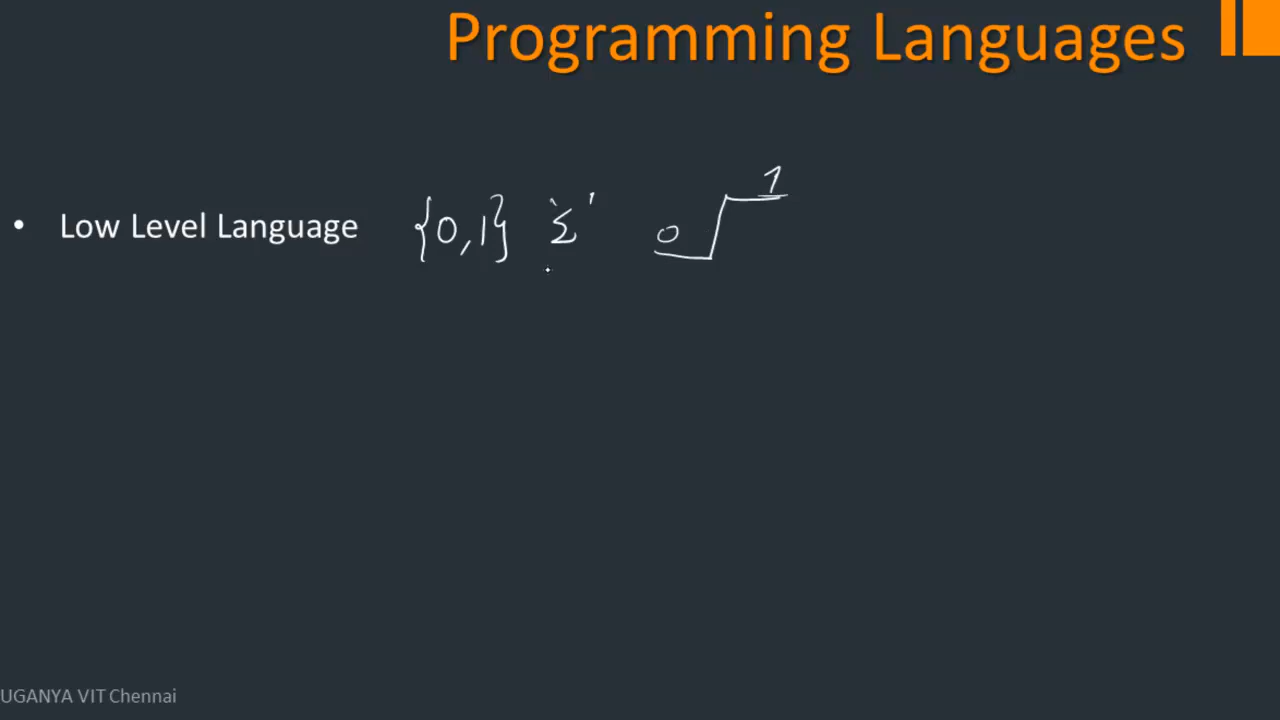 Programming Languages
• Low Level Language {0,1} 'Σ' 0 1
UGANYA VIT Chennai